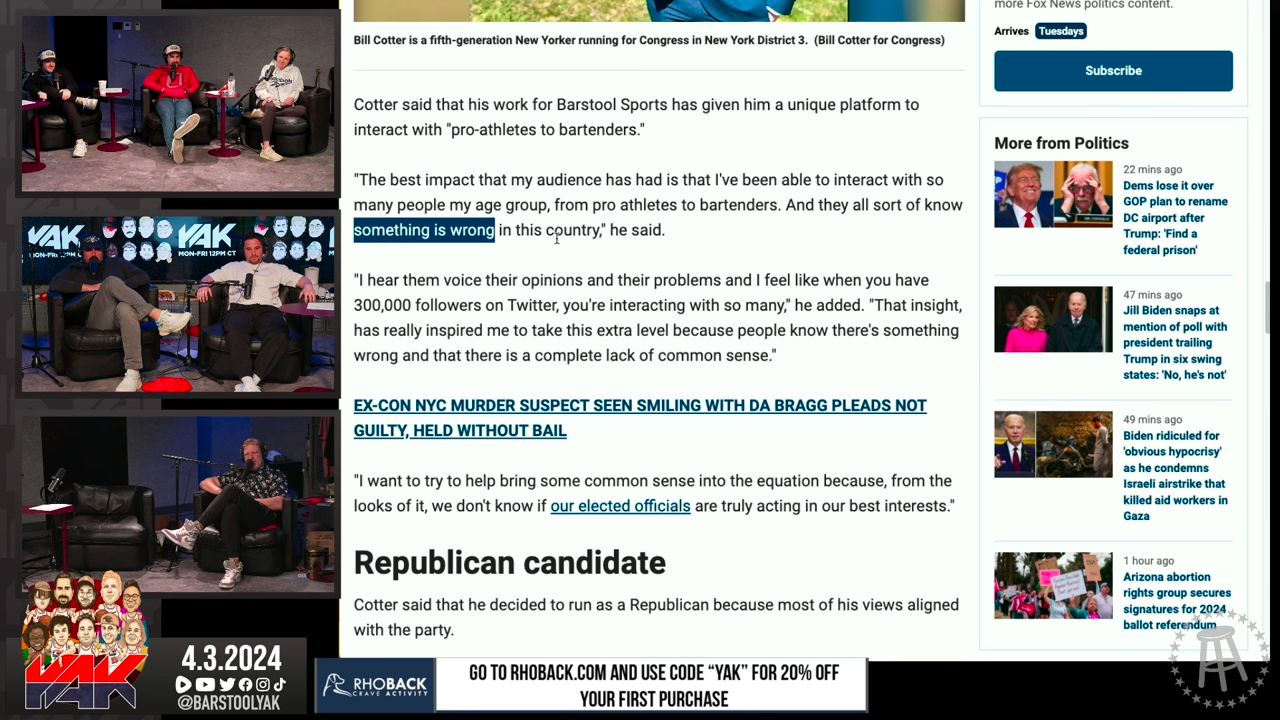 YAK
YAK
MON-FRI 12PM CT
YAK
4.3.2024
@BARSTOOLYAK
Bill Cotter is a fifth-generation New Yorker running for Congress in New York District 3. (Bill Cotter for Congress)
Cotter said that his work for Barstool Sports has given him a unique platform to
interact with "pro-athletes to bartenders."
"The best impact that my audience has had is that I've been able to interact with so
many people my age group, from pro athletes to bartenders. And they all sort of know
something is wrong in this country," he said.
"I hear them voice their opinions and their problems and I feel like when you have
300,000 followers on Twitter, you're interacting with so many," he added. "That insight,
has really inspired me to take this extra level because people know there's something
wrong and that there is a complete lack of common sense."
EX-CON NYC MURDER SUSPECT SEEN SMILING WITH DA BRAGG PLEADS NOT
GUILTY, HELD WITHOUT BAIL
"I want to try to help bring some common sense into the equation because, from the
looks of it, we don't know if our elected officials are truly acting in our best interests."
Republican candidate
Cotter said that he decided to run as a Republican because most of his views aligned
with the party.
more Fox News politics content.
Arrives Tuesdays
Subscribe
More from Politics
22 mins ago
Dems lose it over
GOP plan to rename
DC airport after
Trump: 'Find a
federal prison'
47 mins ago
Jill Biden snaps at
mention of poll with
president trailing
Trump in six swing
states: 'No, he's not'
49 mins ago
Biden ridiculed for
'obvious hypocrisy'
as he condemns
Israeli airstrike that
killed aid workers in
Gaza
1 hour ago
Arizona abortion
rights group secures
signatures for 2024
ballot referendum
RHOBACK
CRAVE ACTIVITY
GO TO RHOBACK.COM AND USE CODE “YAK” FOR 20% OFF
YOUR FIRST PURCHASE